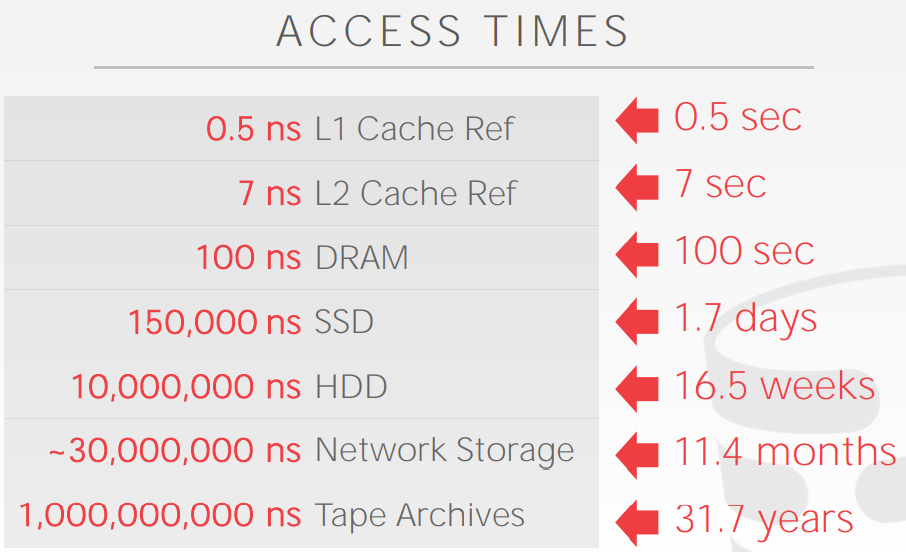 ACCESS TIMES
0.5 ns L1 Cache Ref 0.5 sec
7 ns L2 Cache Ref 7 sec
100 ns DRAM 100 sec
150,000 ns SSD 1.7 days
10,000,000 ns HDD 16.5 weeks
~30,000,000 ns Network Storage 11.4 months
1,000,000,000 ns Tape Archives 31.7 years